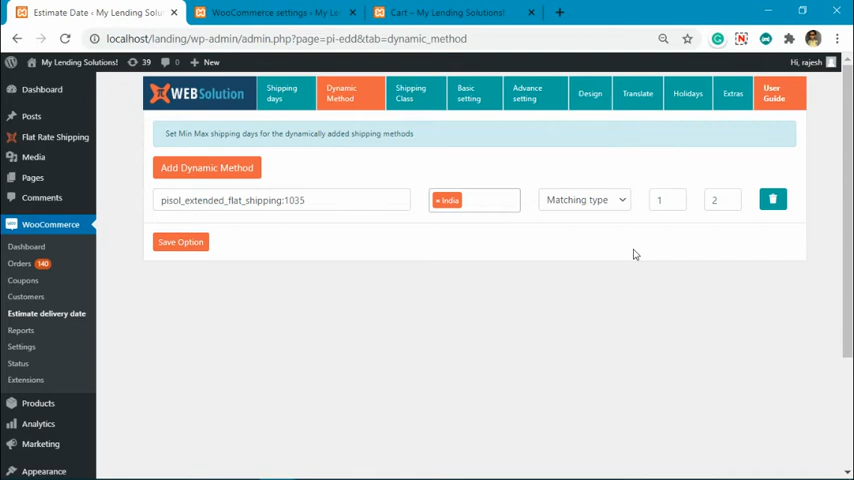 Estimate Date ‹ My Lending Solu
WooCommerce settings ‹ My Le
Cart – My Lending Solutions!
localhost/landing/wp-admin/admin.php?page=pi-edd&tab=dynamic_method
My Lending Solutions!
39
0
New
Hi, rajesh
Dashboard
Posts
Flat Rate Shipping
Media
Pages
Comments
WooCommerce
Dashboard
Orders 140
Coupons
Customers
Estimate delivery date
Reports
Settings
Status
Extensions
Products
Analytics
Marketing
Appearance
WEBSolution
Shipping days
Dynamic Method
Shipping Class
Basic setting
Advance setting
Design
Translate
Holidays
Extras
User Guide
Set Min Max shipping days for the dynamically added shipping methods
Add Dynamic Method
pisol_extended_flat_shipping:1035
× India
Matching type
1
2
Save Option